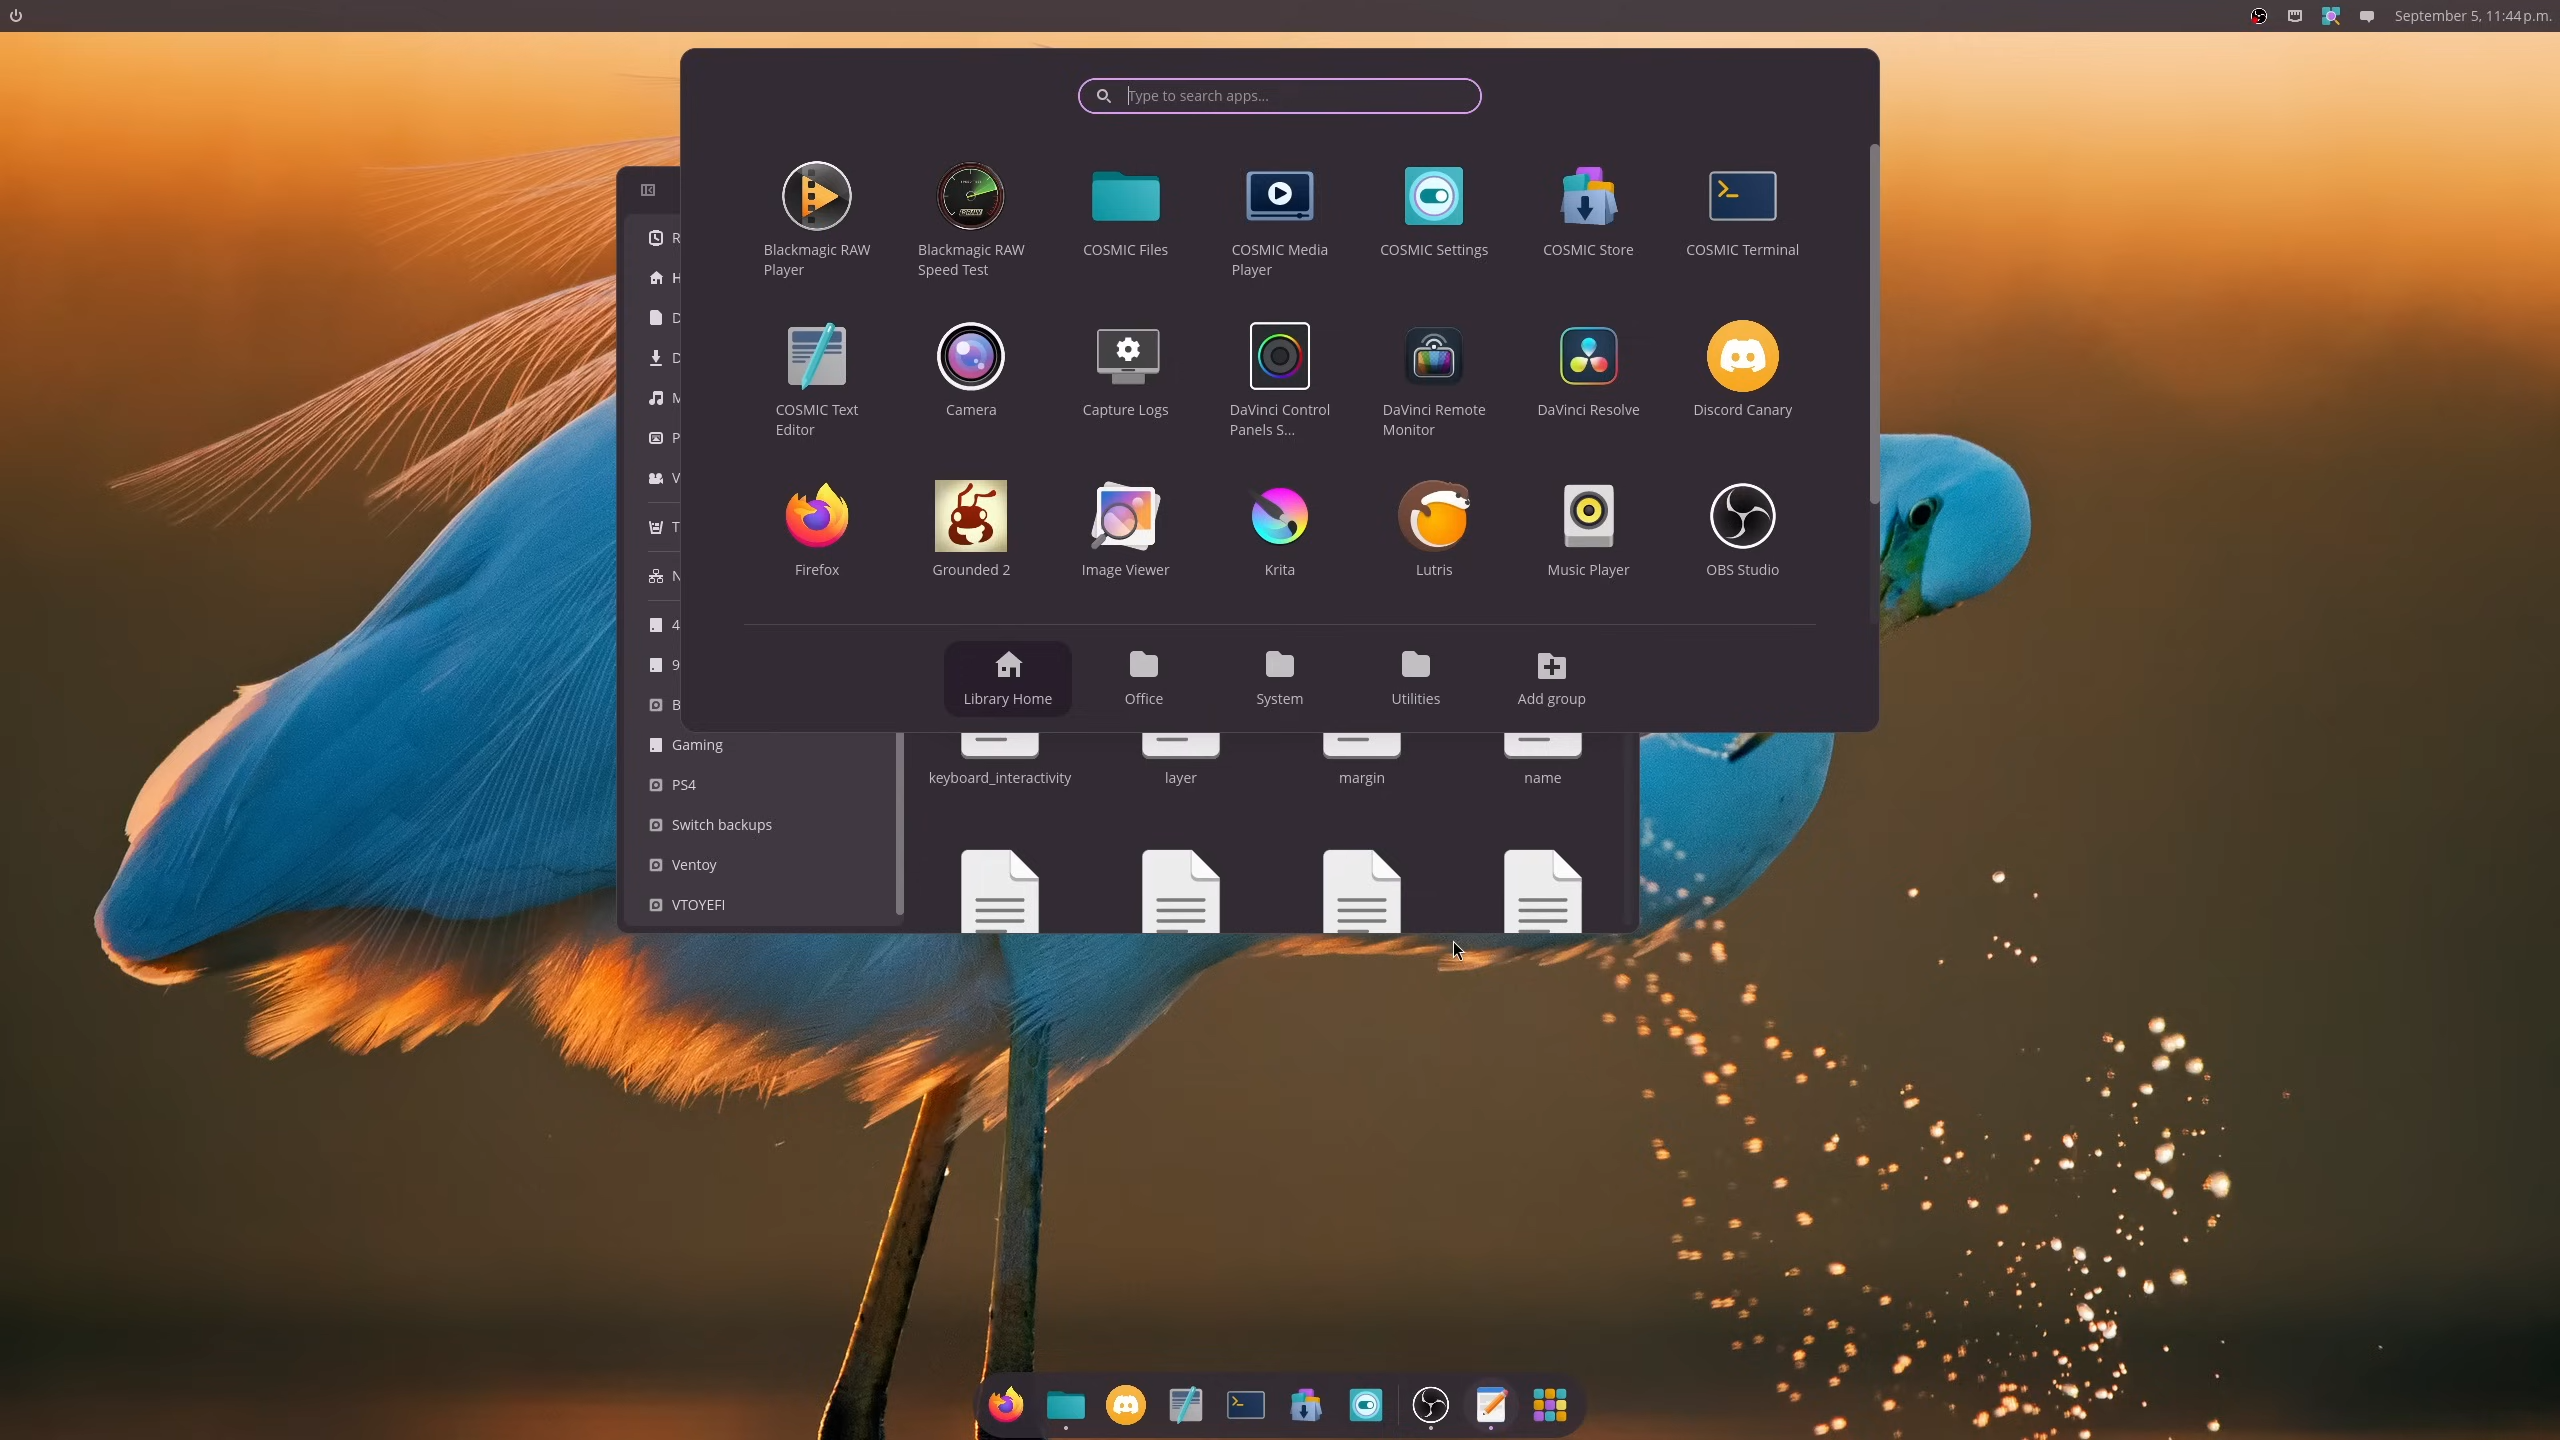 September 5, 11:44 p.m.
Type to search apps...
Blackmagic RAW
Player
Blackmagic RAW
Speed Test
COSMIC Files
COSMIC Media
Player
COSMIC Settings
COSMIC Store
COSMIC Terminal
COSMIC Text
Editor
Camera
Capture Logs
DaVinci Control
Panels S...
DaVinci Remote
Monitor
DaVinci Resolve
Discord Canary
Firefox
Grounded 2
Image Viewer
Krita
Lutris
Music Player
OBS Studio
Library Home
Office
System
Utilities
Add group
R
H
D
D
M
P
V
T
N
4
9
B
Gaming
PS4
Switch backups
Ventoy
VTOYEFI
keyboard_interactivity
layer
margin
name